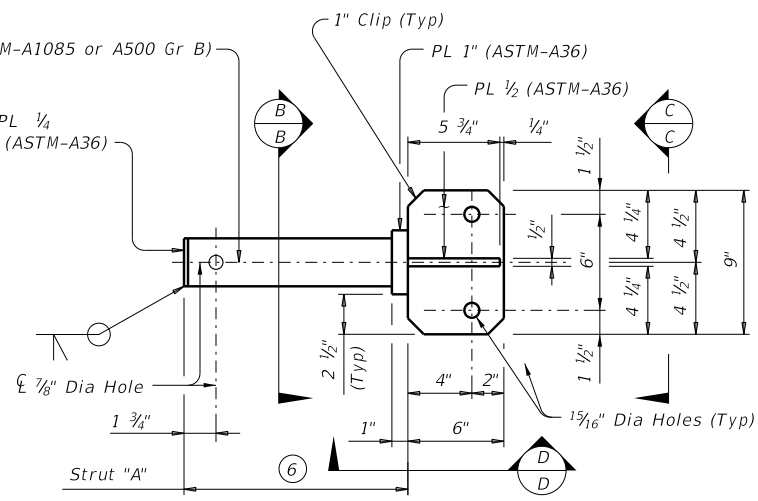 1" Clip (Typ)
M-A1085 or A500 Gr B)
PL 1" (ASTM-A36)
PL 1/2 (ASTM-A36)
PL 1/4
(ASTM-A36)
B
B
C
C
5 3/4"
1/4"
1 1/2"
1/2"
6"
4 1/4"
4 1/2"
9"
4 1/4"
4 1/2"
1 1/2"
2 1/2"
(Typ)
℄ 7/8" Dia Hole
4"
2"
15/16" Dia Holes (Typ)
1 3/4"
1"
6"
Strut "A"
6
D
D